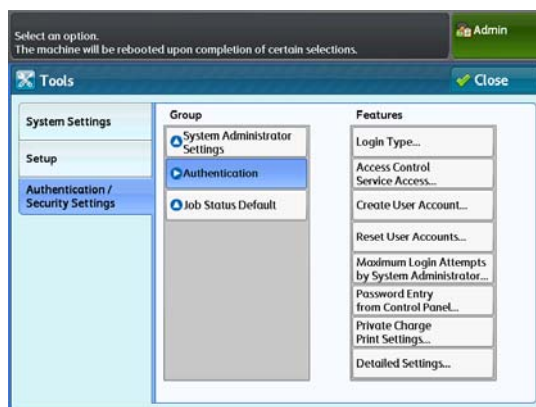 Select an option.
The machine will be rebooted upon completion of certain selections.
Admin
Tools
Close
System Settings
Setup
Authentication /
Security Settings
Group
System Administrator
Settings
Authentication
Job Status Default
Features
Login Type...
Access Control
Service Access...
Create User Account...
Reset User Accounts...
Maximum Login Attempts
by System Administrator...
Password Entry
from Control Panel...
Private Charge
Print Settings...
Detailed Settings...